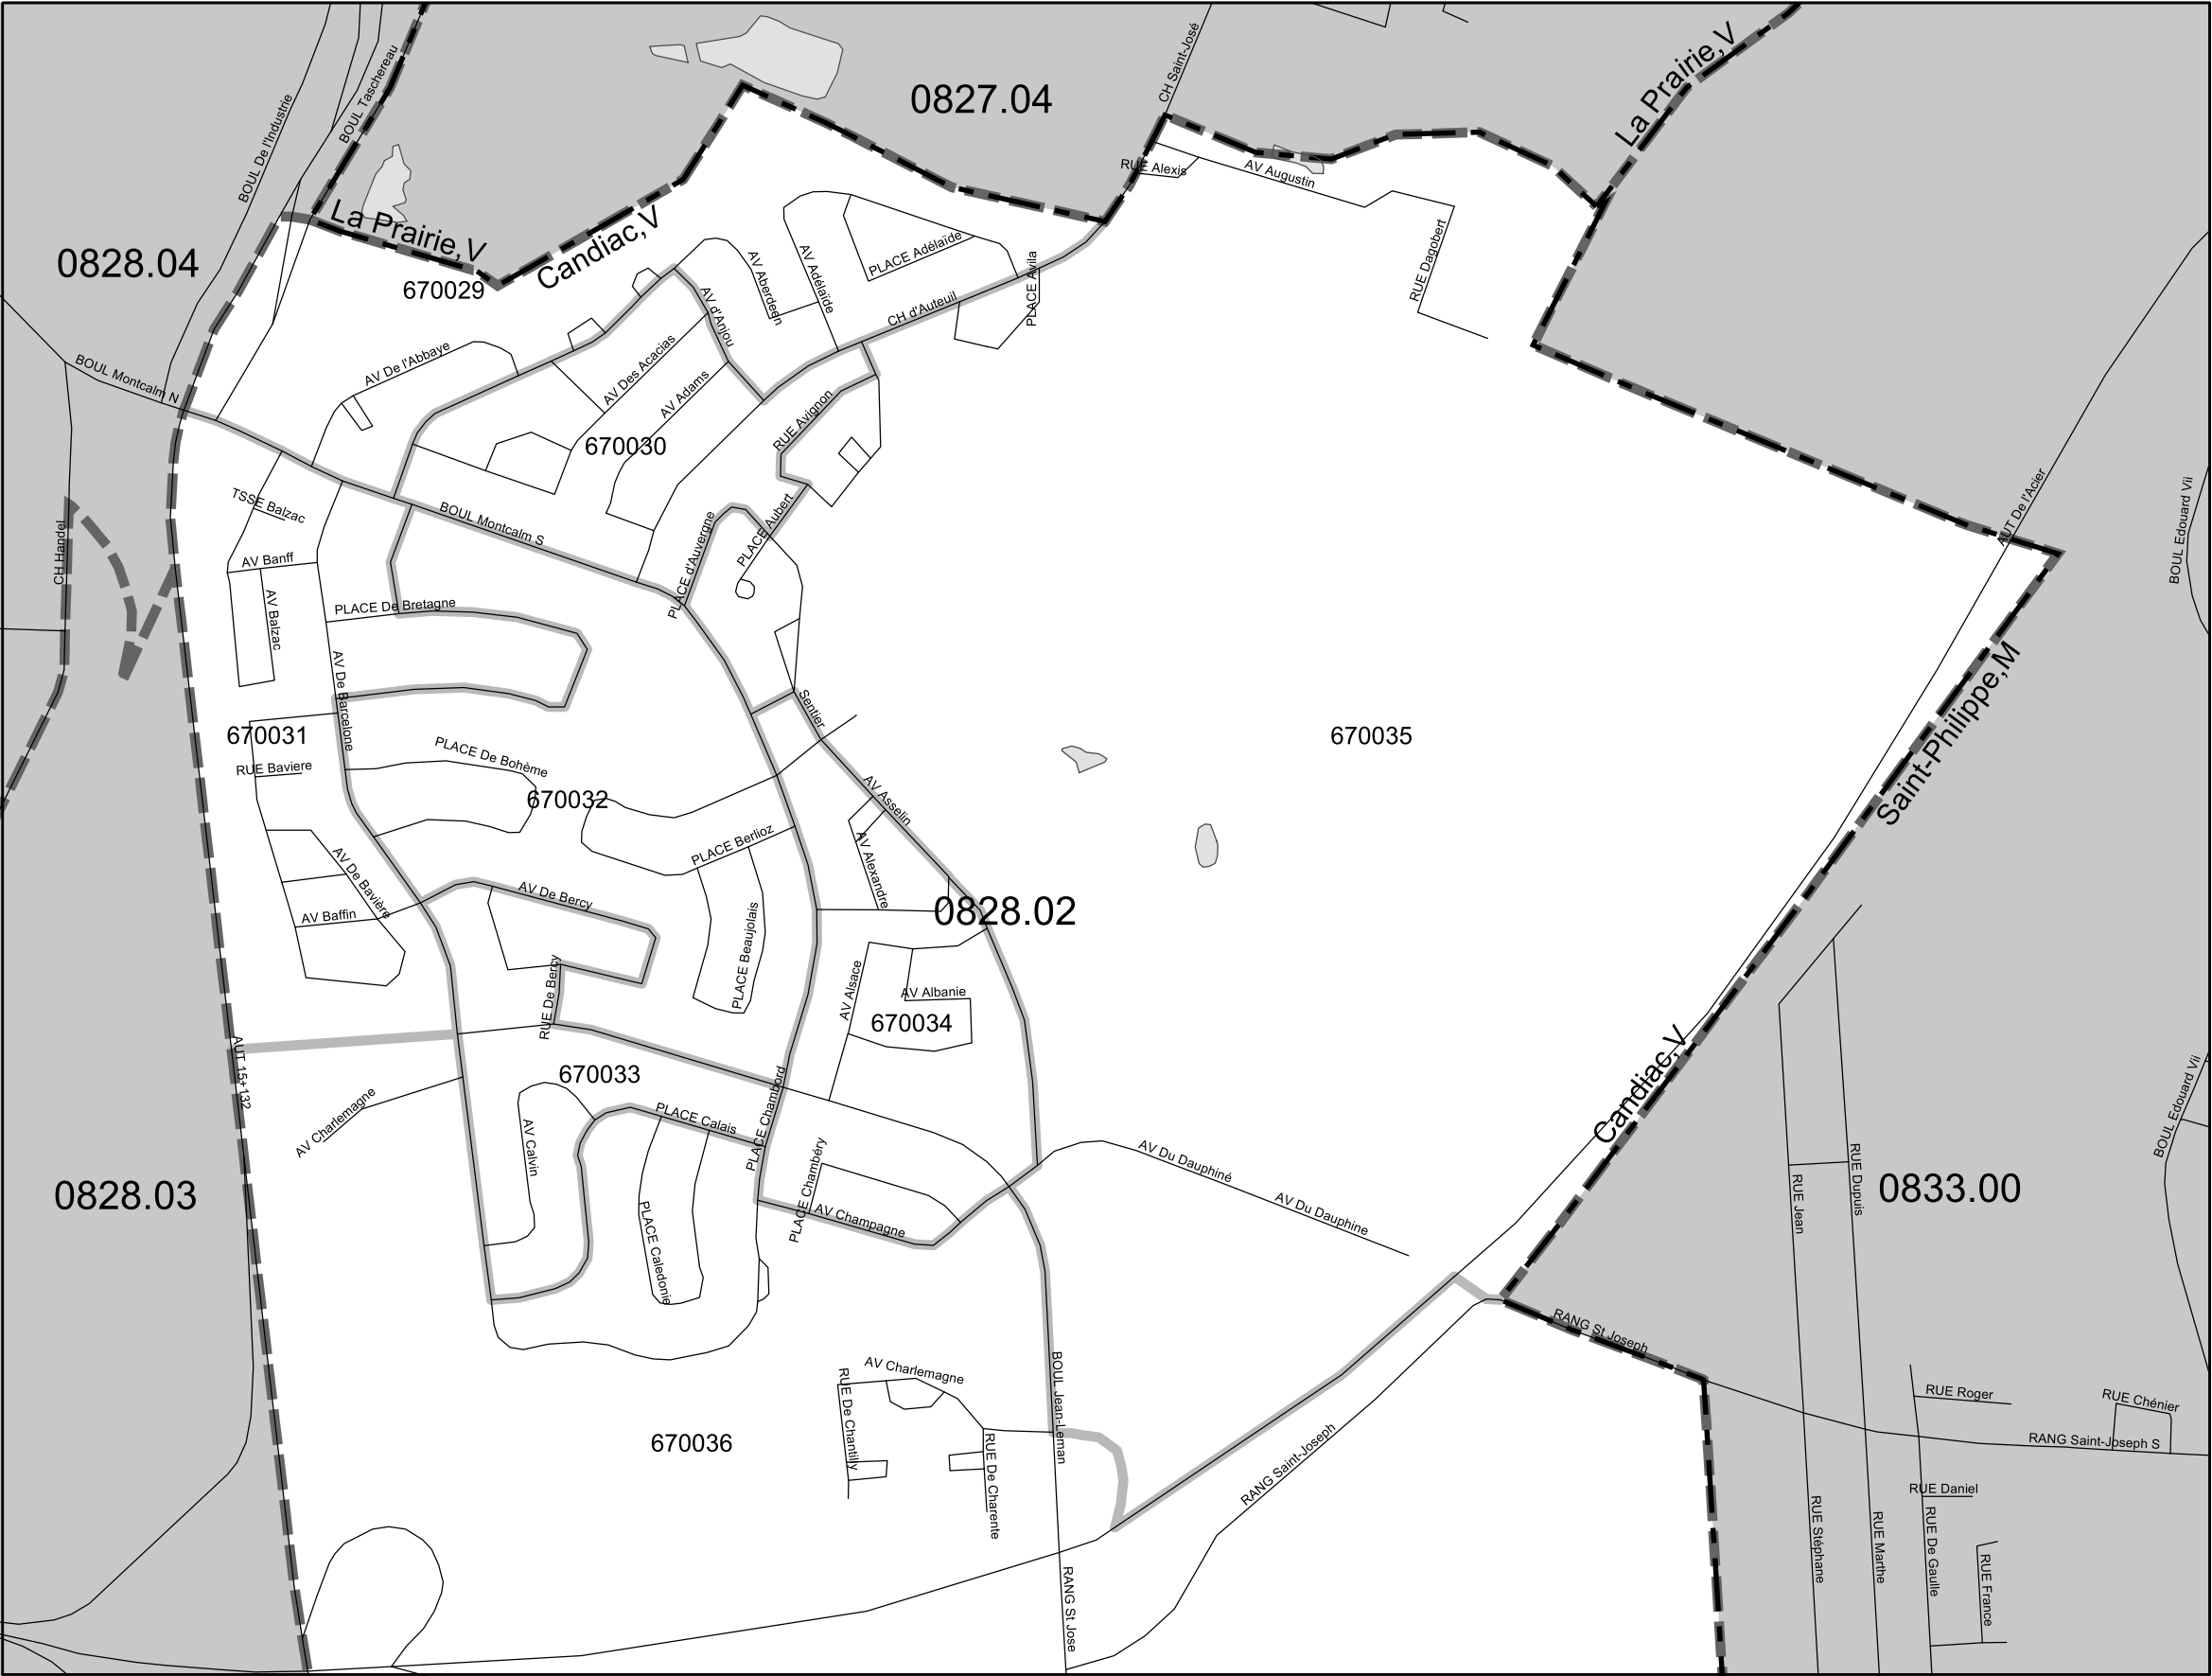 BOUL De l'Industrie
BOUL Taschereau
0827.04
CH Saint-José
La Prairie,V
RUE Alexis
AV Augustin
RUE Dagobert
0828.04
La Prairie,V
Candiac,V
670029
AV Aberdeen
AV Adélaïde
PLACE Adélaïde
PLACE Avila
CH d'Auteuil
AV d'Anjou
BOUL Montcalm N
AV De l'Abbaye
AV Des Acacias
AV Adams
RUE Avignon
670030
TSSE Balzac
BOUL Montcalm S
PLACE d'Auvergne
PLACE Aubert
AUT De l'Acier
BOUL Edouard Vii
CH Handel
AV Banff
AV Balzac
PLACE De Bretagne
AV De Barcelone
Saint-Philippe,M
Sentier
670031
670035
RUE Baviere
PLACE De Bohème
670032
AV Asselin
PLACE Berlioz
AV Alexandre
AV De Bavière
AV De Bercy
AV Baffin
0828.02
PLACE Beaujolais
RUE De Bercy
AV Alsace
AV Albanie
670034
AUT 15+132
670033
Candiac,V
AV Charlemagne
AV Calvin
PLACE Calais
PLACE Chambord
PLACE Chambéry
AV Champagne
AV Du Dauphiné
AV Du Dauphine
BOUL Edouard Vii
0828.03
0833.00
RUE Jean
RUE Dupuis
PLACE Caledonie
RANG St Joseph
AV Charlemagne
RUE De Chantilly
RUE De Charente
BOUL Jean-Leman
RANG Saint-Joseph
670036
RUE Roger
RUE Chénier
RANG Saint-Joseph S
RUE Daniel
RUE Stéphane
RUE Marthe
RUE De Gaulle
RUE France
RANG St Jose